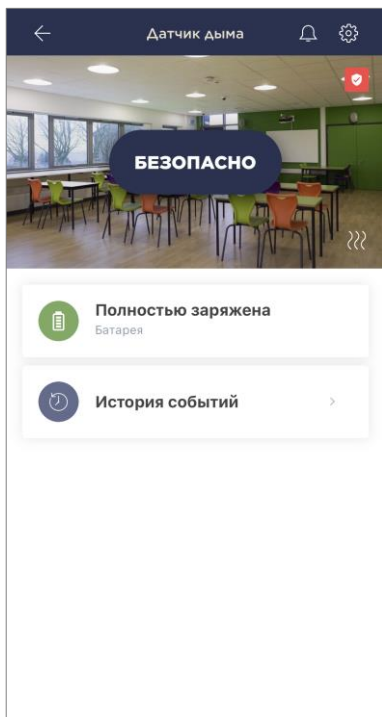 Датчик дыма
БЕЗОПАСНО
Полностью заряжена
Батарея
История событий